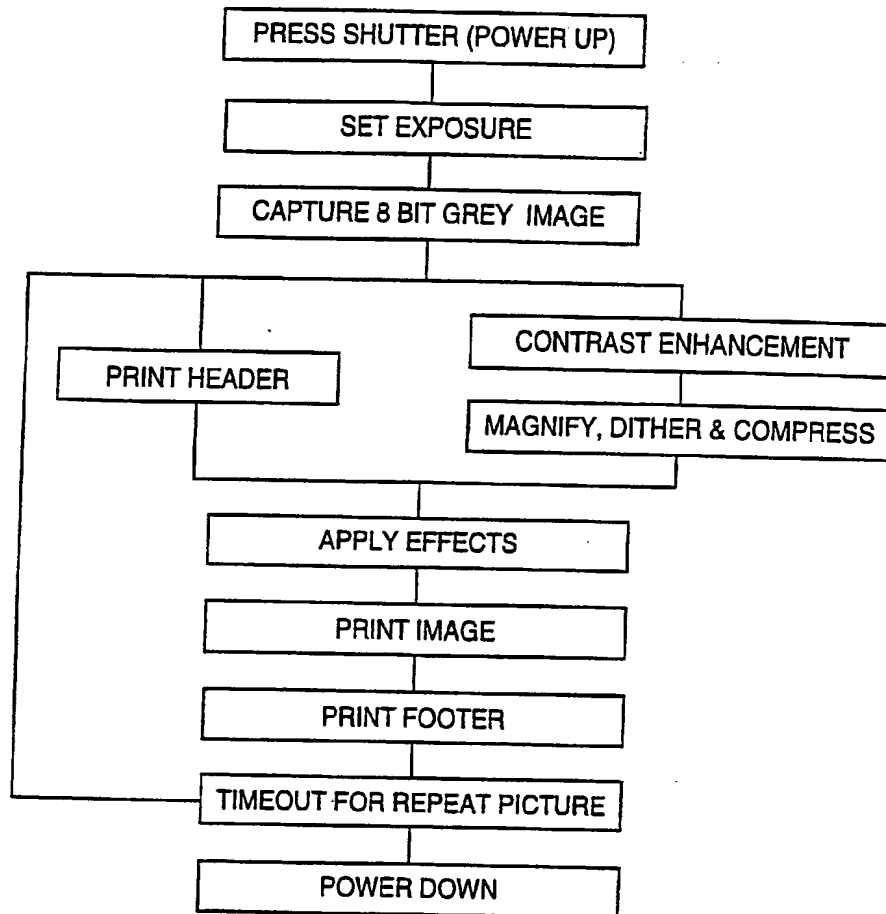 PRESS SHUTTER (POWER UP)
SET EXPOSURE
CAPTURE 8 BIT GREY IMAGE
CONTRAST ENHANCEMENT
PRINT HEADER
MAGNIFY, DITHER & COMPRESS
APPLY EFFECTS
PRINT IMAGE
PRINT FOOTER
TIMEOUT FOR REPEAT PICTURE
POWER DOWN